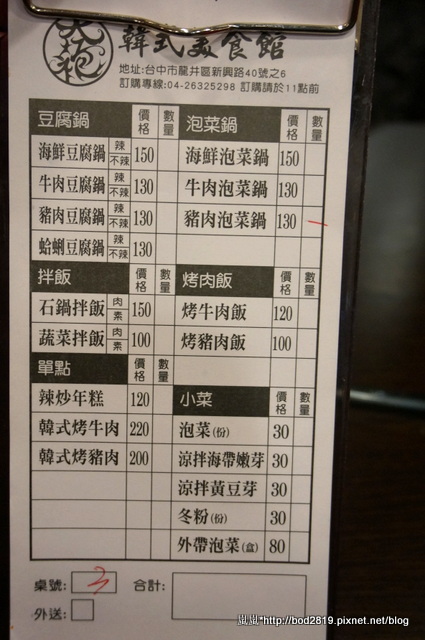 韓式美食館
地址:台中市龍井區新興路40號之6
訂購專線:04-26325298 訂購請於11點前
豆腐鍋 價格 數量 泡菜鍋 價格 數量
海鮮豆腐鍋 辣 不辣 150 海鮮泡菜鍋 150
牛肉豆腐鍋 辣 不辣 130 牛肉泡菜鍋 130
豬肉豆腐鍋 辣 不辣 130 豬肉泡菜鍋 130
蛤蜊豆腐鍋 辣 不辣 130
拌飯 價格 數量 烤肉飯 價格 數量
石鍋拌飯 肉 素 150 烤牛肉飯 120
蔬菜拌飯 肉 素 100 烤豬肉飯 100
單點 價格 數量
辣炒年糕 120 小菜 價格 數量
韓式烤牛肉 220 泡菜(份) 30
韓式烤豬肉 200 涼拌海帶嫩芽 30
涼拌黃豆芽 30
冬粉(份) 30
外帶泡菜(盒) 80
桌號: 3 合計:
外送:
http://bod2819.pixnet.net/blog